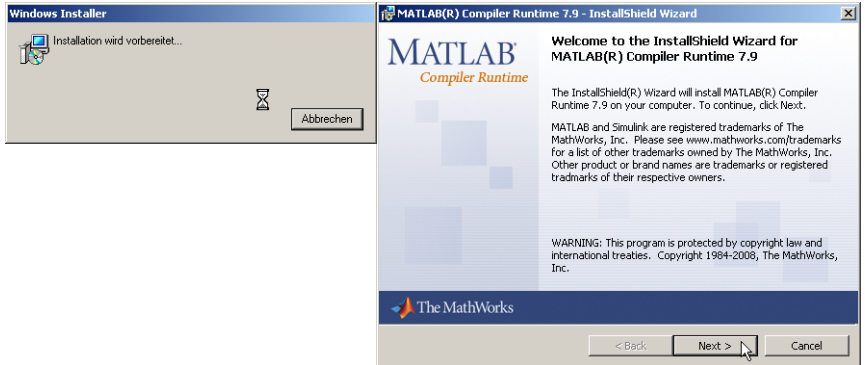 Windows Installer
Installation wird vorbereitet...
Abbrechen
MATLAB(R) Compiler Runtime 7.9 - InstallShield Wizard
MATLAB®
Compiler Runtime
Welcome to the InstallShield Wizard for
MATLAB(R) Compiler Runtime 7.9
The InstallShield(R) Wizard will install MATLAB(R) Compiler
Runtime 7.9 on your computer. To continue, click Next.
MATLAB and Simulink are registered trademarks of The
MathWorks, Inc. Please see www.mathworks.com/trademarks
for a list of other trademarks owned by The MathWorks, Inc.
Other product or brand names are trademarks or registered
tradmarks of their respective owners.
WARNING: This program is protected by copyright law and
international treaties. Copyright 1984-2008, The MathWorks,
Inc.
The MathWorks
< Back
Next >
Cancel